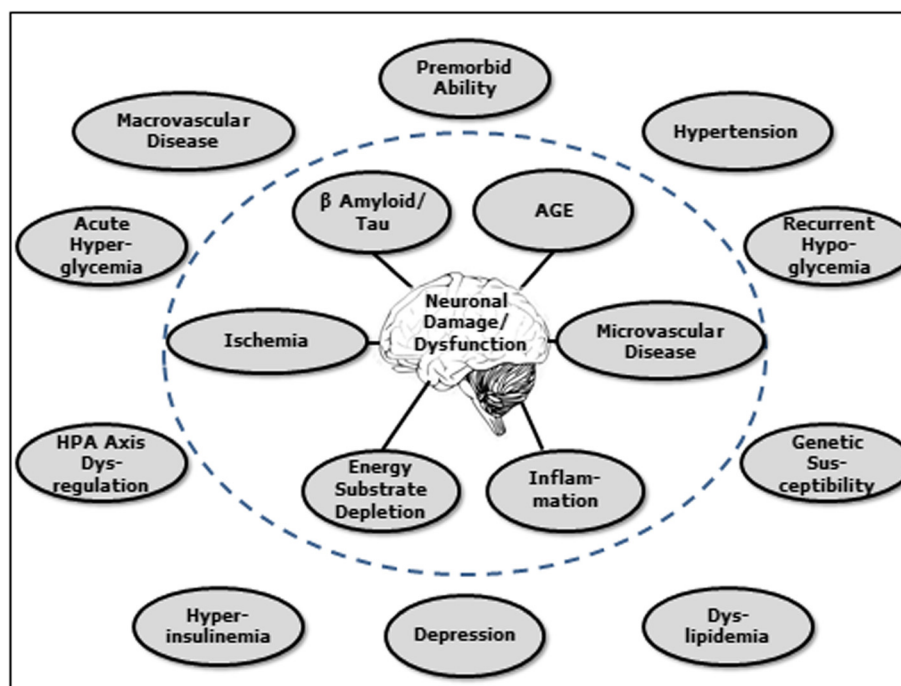 Premorbid
Ability
Macrovascular
Disease
Hypertension
β Amyloid/
Tau
AGE
Acute
Hyper-
glycemia
Recurrent
Hypo-
glycemia
Neuronal
Damage/
Dysfunction
Ischemia
Microvascular
Disease
HPA Axis
Dys-
regulation
Energy
Substrate
Depletion
Inflam-
mation
Genetic
Sus-
ceptibility
Hyper-
insulinemia
Depression
Dys-
lipidemia